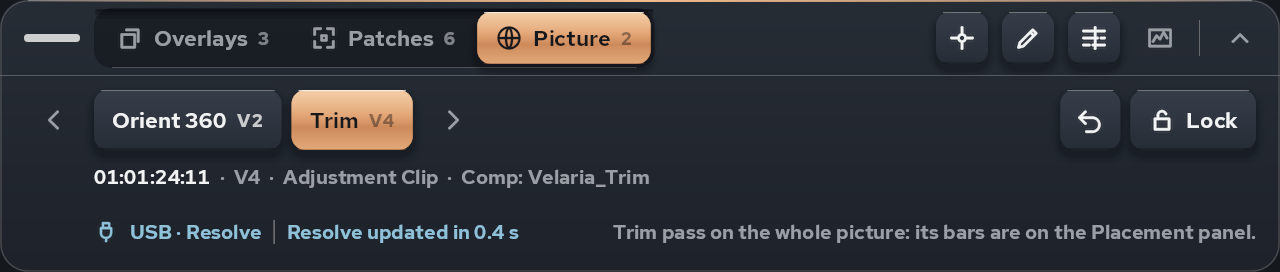 Overlays 3 Patches 6 Picture 2
Orient 360 V2 Trim V4 Lock
01:01:24:11 · V4 · Adjustment Clip · Comp: Velaria_Trim
USB · Resolve | Resolve updated in 0.4 s Trim pass on the whole picture: its bars are on the Placement panel.